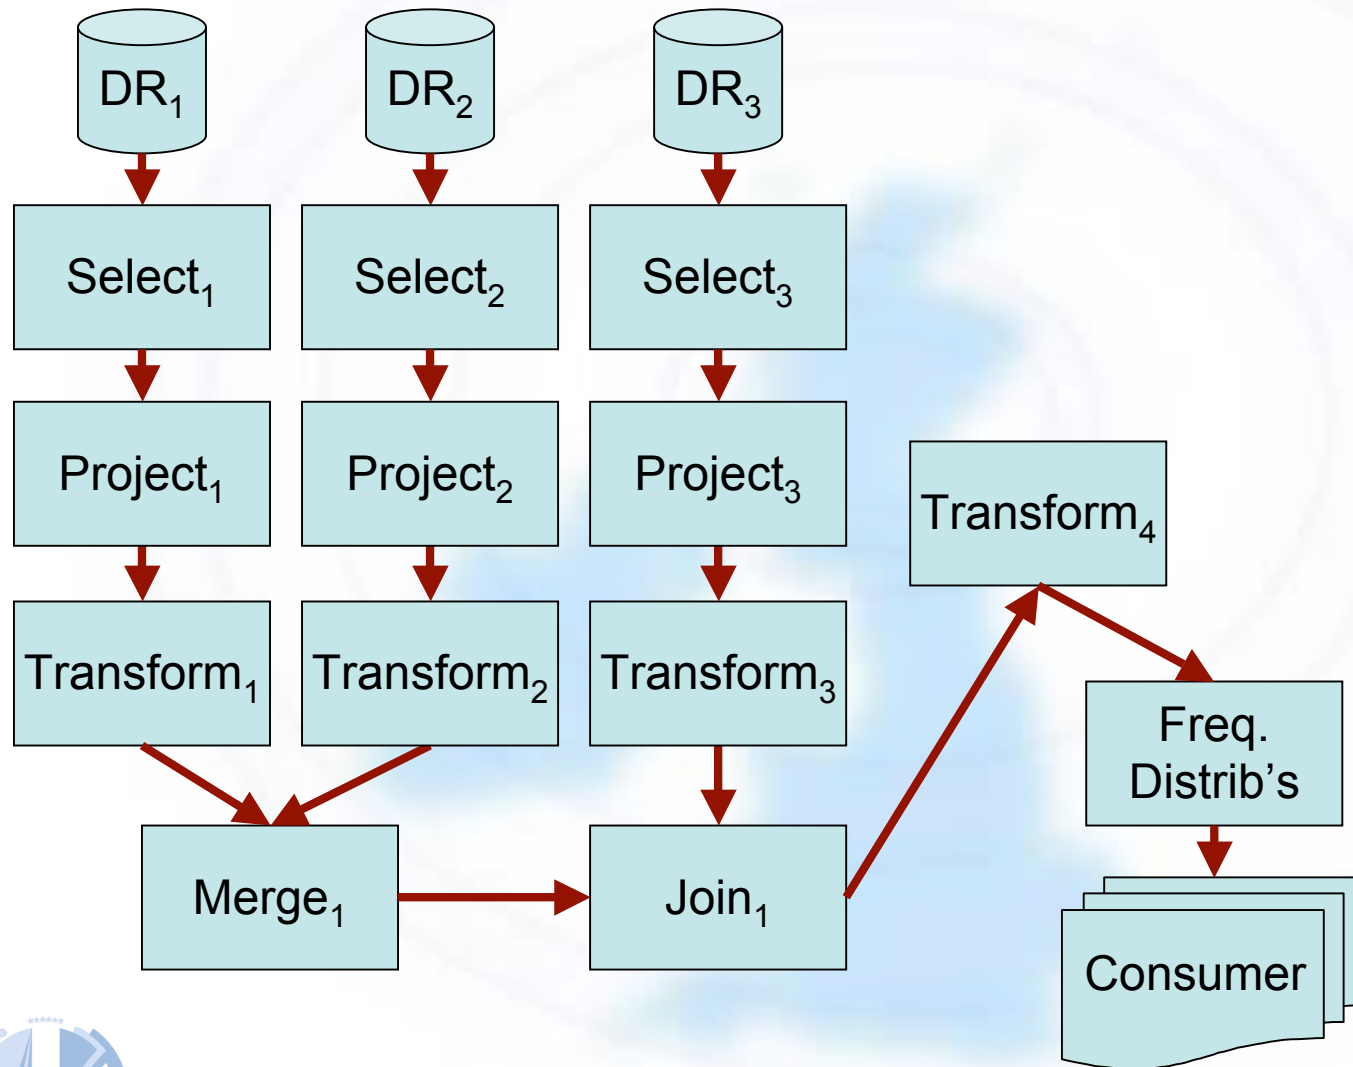 DR₁
DR₂
DR₃
Select₁
Select₂
Select₃
Project₁
Project₂
Project₃
Transform₄
Transform₁
Transform₂
Transform₃
Freq.
Distrib’s
Merge₁
Join₁
Consumer